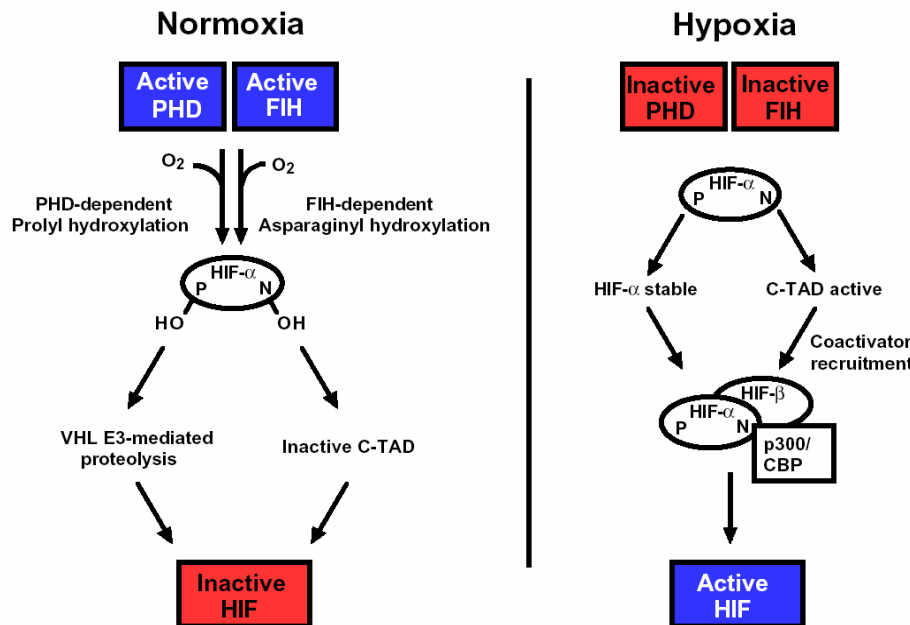 Normoxia
Active
PHD
Active
FIH
O2
O2
PHD-dependent
Prolyl hydroxylation
FIH-dependent
Asparaginyl hydroxylation
HIF-α
P
N
HO
OH
VHL E3-mediated
proteolysis
Inactive C-TAD
Inactive
HIF
Hypoxia
Inactive
PHD
Inactive
FIH
HIF-α
P
N
HIF-α stable
C-TAD active
Coactivator
recruitment
HIF-β
HIF-α
P
N
p300/
CBP
Active
HIF